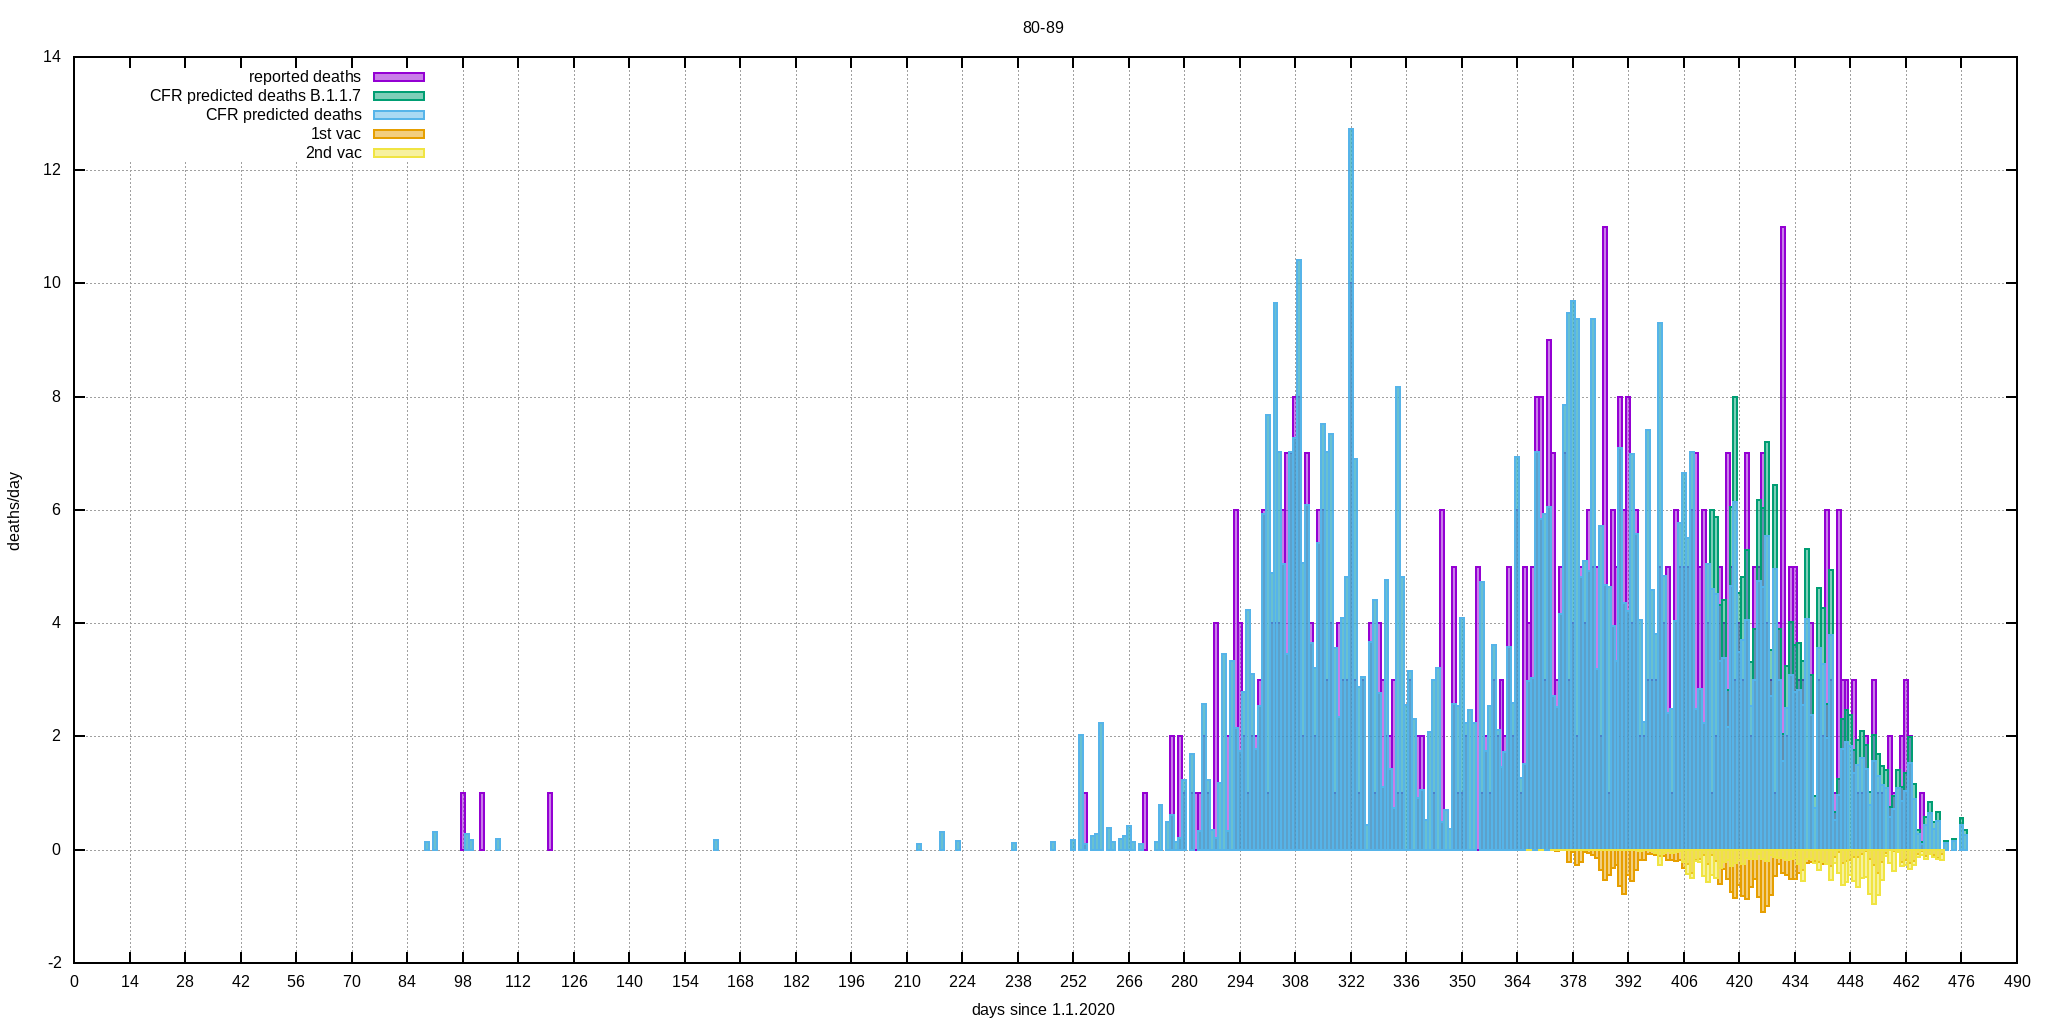 80-89
reported deaths
CFR predicted deaths B.1.1.7
CFR predicted deaths
1st vac
2nd vac
14
12
10
8
6
4
2
0
-2
deaths/day
0 14 28 42 56 70 84 98 112 126 140 154 168 182 196 210 224 238 252 266 280 294 308 322 336 350 364 378 392 406 420 434 448 462 476 490
days since 1.1.2020